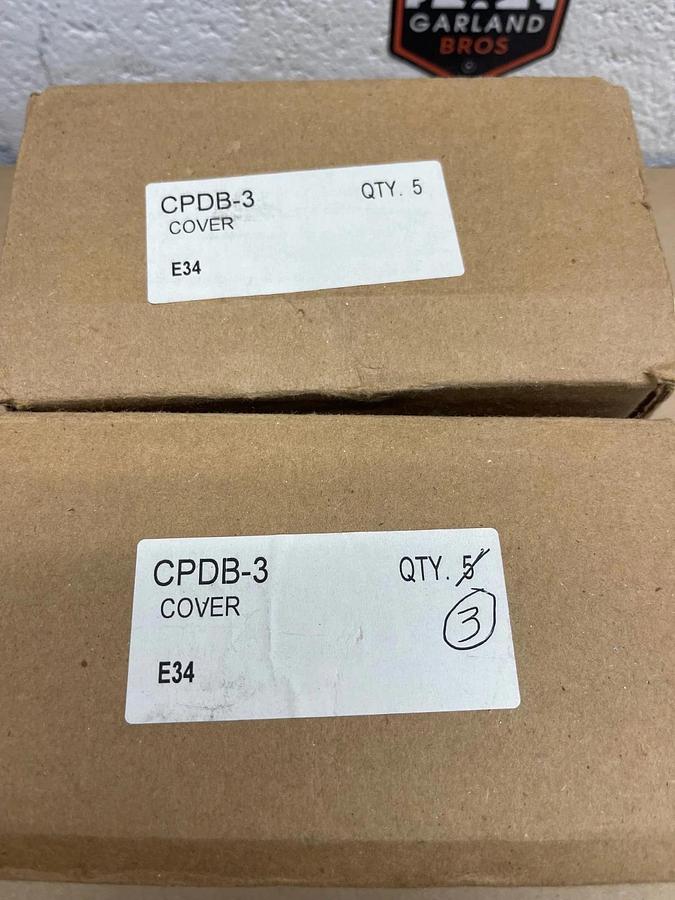 GARLAND
BROS
CPDB-3 QTY. 5
COVER
E34
CPDB-3 QTY. 5
COVER 3
E34